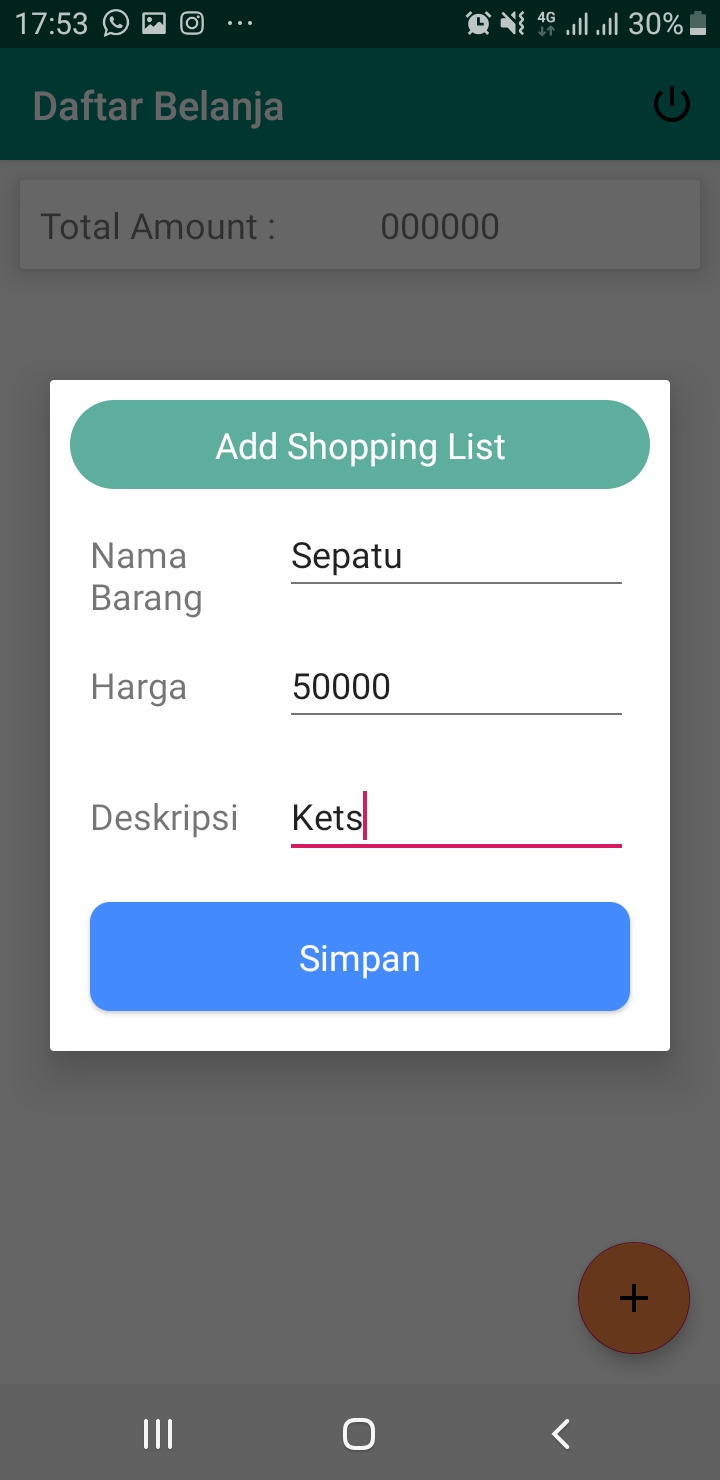 17:53 4G 30%
Daftar Belanja
Total Amount : 000000
Add Shopping List
Nama Barang Sepatu
Harga 50000
Deskripsi Kets
Simpan